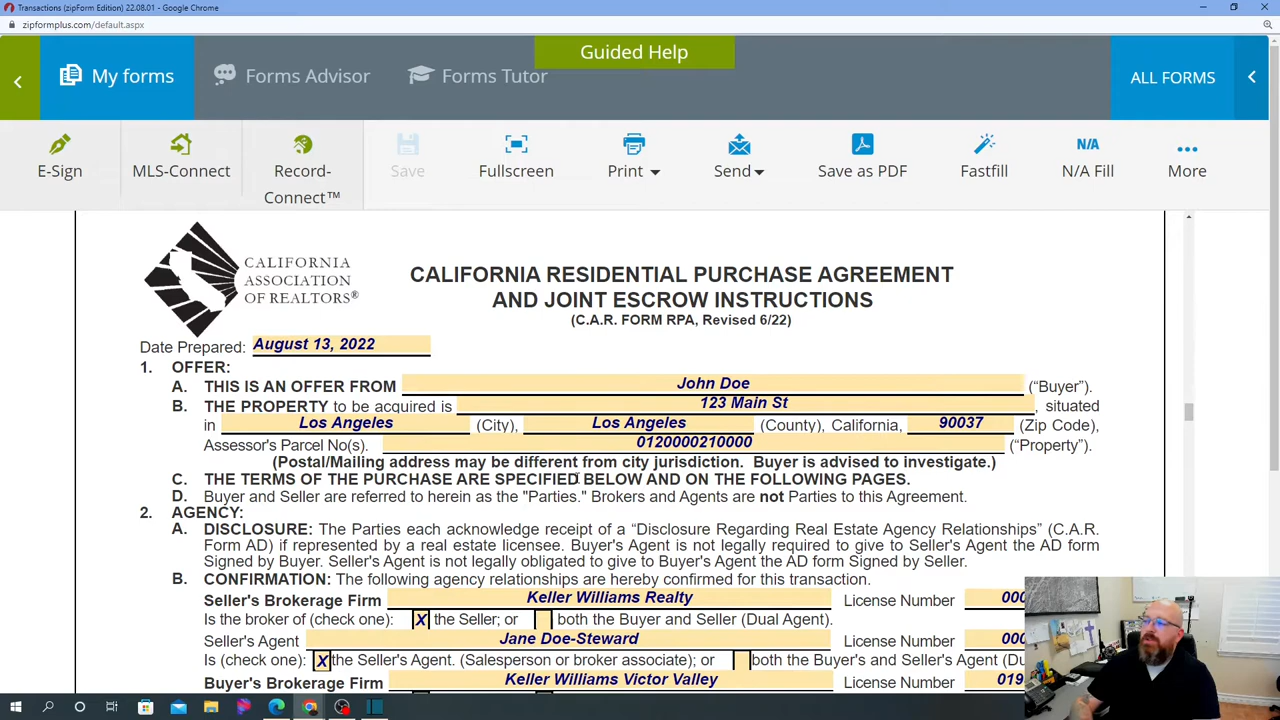 Transactions (zipForm Edition) 22.08.01 - Google Chrome
zipformplus.com/default.aspx
Guided Help
My forms
Forms Advisor
Forms Tutor
ALL FORMS
E-Sign
MLS-Connect
Record-
Connect™
Save
Fullscreen
Print
Send
Save as PDF
Fastfill
N/A
N/A Fill
More
CALIFORNIA
ASSOCIATION
OF REALTORS®
CALIFORNIA RESIDENTIAL PURCHASE AGREEMENT
AND JOINT ESCROW INSTRUCTIONS
(C.A.R. FORM RPA, Revised 6/22)
Date Prepared: August 13, 2022
1. OFFER:
A. THIS IS AN OFFER FROM John Doe (“Buyer”).
B. THE PROPERTY to be acquired is 123 Main St , situated
in Los Angeles (City), Los Angeles (County), California, 90037 (Zip Code),
Assessor's Parcel No(s). 0120000210000 (“Property”).
(Postal/Mailing address may be different from city jurisdiction. Buyer is advised to investigate.)
C. THE TERMS OF THE PURCHASE ARE SPECIFIED BELOW AND ON THE FOLLOWING PAGES.
D. Buyer and Seller are referred to herein as the "Parties." Brokers and Agents are not Parties to this Agreement.
2. AGENCY:
A. DISCLOSURE: The Parties each acknowledge receipt of a “Disclosure Regarding Real Estate Agency Relationships” (C.A.R.
Form AD) if represented by a real estate licensee. Buyer's Agent is not legally required to give to Seller's Agent the AD form
Signed by Buyer. Seller's Agent is not legally obligated to give to Buyer's Agent the AD form Signed by Seller.
B. CONFIRMATION: The following agency relationships are hereby confirmed for this transaction.
Seller's Brokerage Firm Keller Williams Realty License Number 000
Is the broker of (check one): X the Seller; or both the Buyer and Seller (Dual Agent).
Seller's Agent Jane Doe-Steward License Number 000
Is (check one): X the Seller's Agent. (Salesperson or broker associate); or both the Buyer's and Seller's Agent (Du
Buyer's Brokerage Firm Keller Williams Victor Valley License Number 019